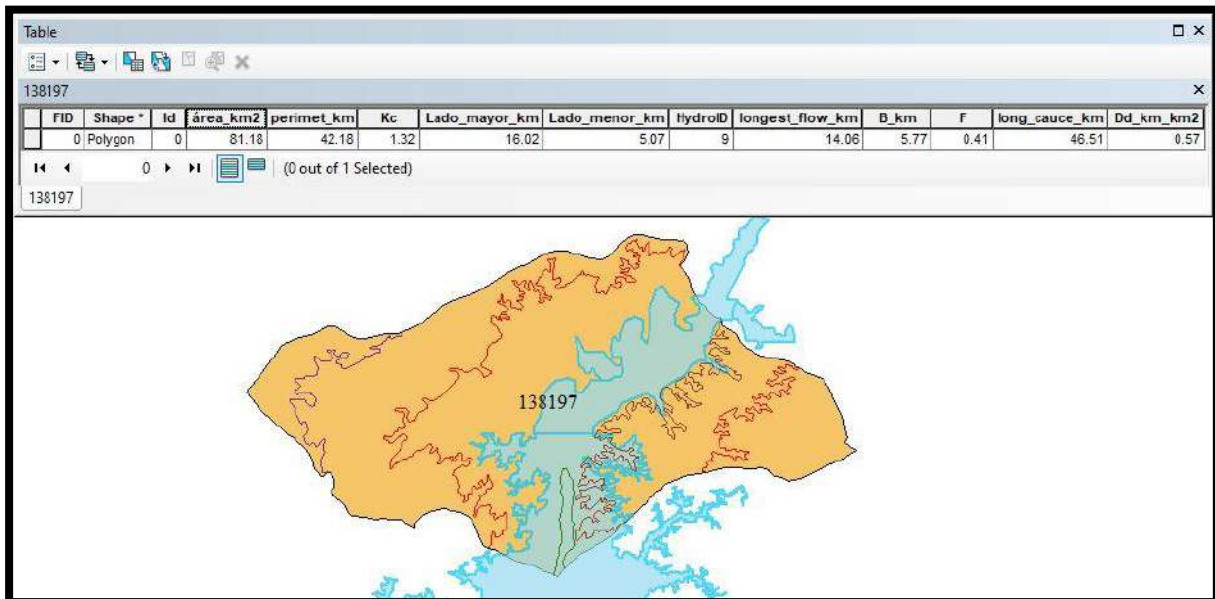 Table
138197
FID Shape * Id área_km2 perimet_km Kc Lado_mayor_km Lado_menor_km HydroID longest_flow_km B_km F long_cauce_km Dd_km_km2
0 Polygon 0 81.18 42.18 1.32 16.02 5.07 9 14.06 5.77 0.41 46.51 0.57
0 (0 out of 1 Selected)
138197
138197